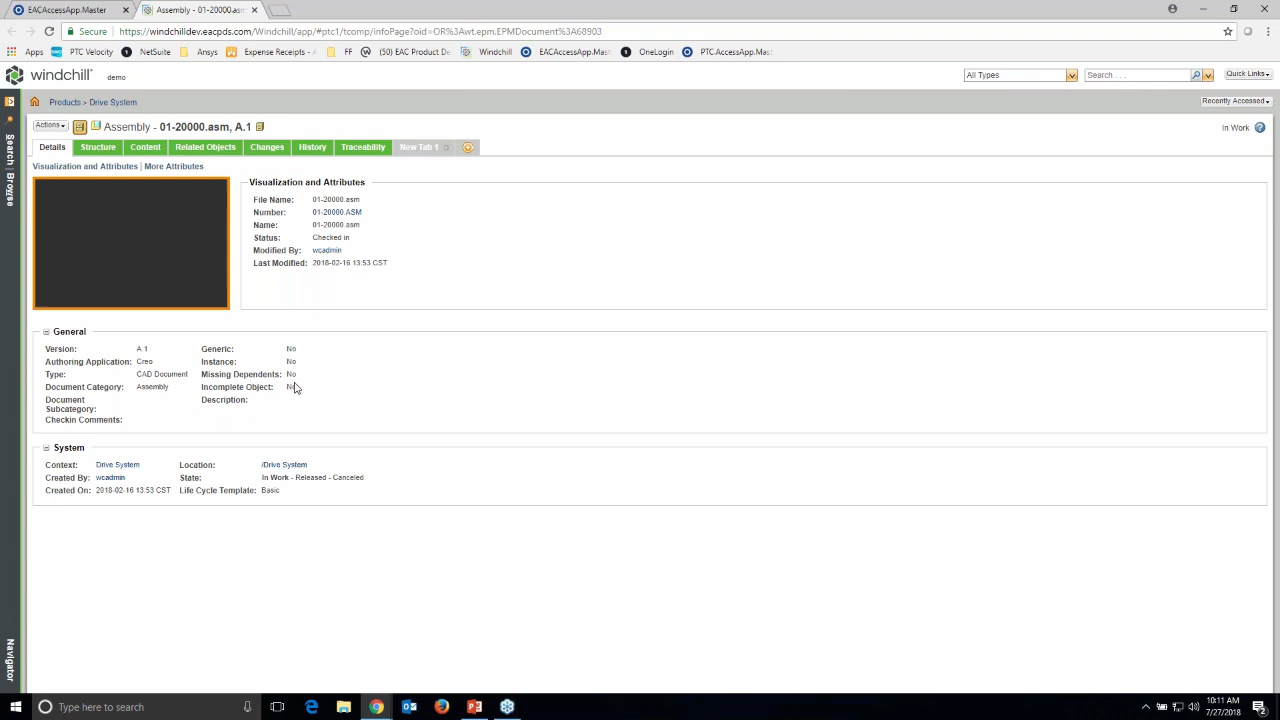 EACAccessApp.Master
Assembly - 01-20000.asm
Secure
https://windchilldev.eacpds.com/Windchill/app/#ptc1/tcomp/infoPage?oid=OR%3Awt.epm.EPMDocument%3A68903
Apps PTC Velocity NetSuite Ansys Expense Receipts - FF (50) EAC Product De Windchill EACAccessApp.Mast OneLogin PTC.AccessApp.Mast
windchill demo All Types Search . . . Quick Links
Products > Drive System Recently Accessed
Actions Assembly - 01-20000.asm, A.1 In Work
Details Structure Content Related Objects Changes History Traceability New Tab 1
Search
Browse
Navigator
Visualization and Attributes | More Attributes
Visualization and Attributes
File Name: 01-20000.asm
Number: 01-20000.ASM
Name: 01-20000.asm
Status: Checked in
Modified By: wcadmin
Last Modified: 2018-02-16 13:53 CST
General
Version: A.1 Generic: No
Authoring Application: Creo Instance: No
Type: CAD Document Missing Dependents: No
Document Category: Assembly Incomplete Object: No
Document Subcategory: Description:
Checkin Comments:
System
Context: Drive System Location: /Drive System
Created By: wcadmin State: In Work - Released - Canceled
Created On: 2018-02-16 13:53 CST Life Cycle Template: Basic
Type here to search
10:11 AM
7/27/2018
2